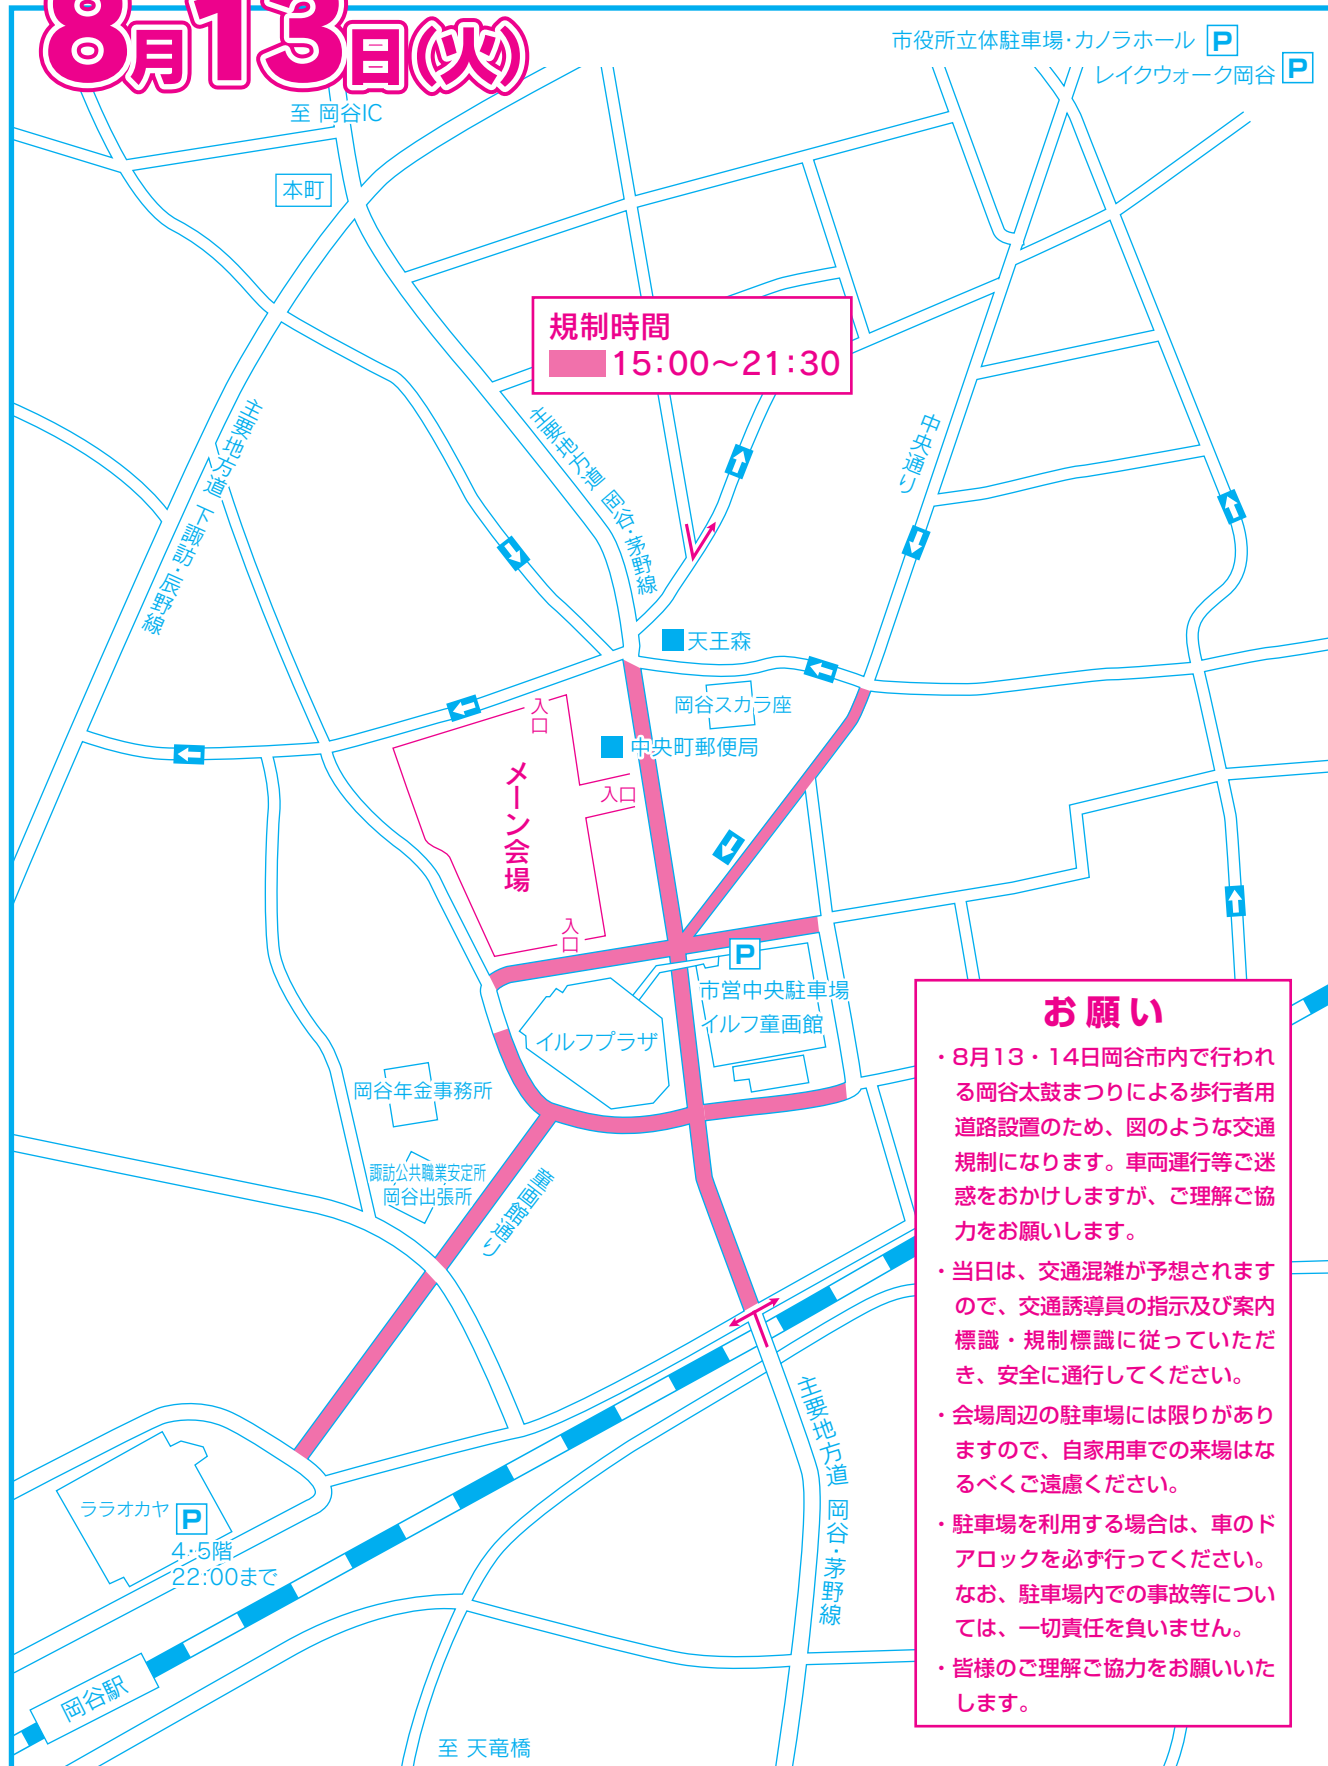 8月13日(火)
市役所立体駐車場・カノラホール P
レイクウォーク岡谷 P
至 岡谷IC
本町
規制時間
15:00〜21:30
主要地方道 下諏訪・辰野線
主要地方道 岡谷・茅野線
中央通り
天王森
岡谷スカラ座
入口
中央町郵便局
メーン会場
入口
入口
P
市営中央駐車場
イルフ童画館
イルフプラザ
岡谷年金事務所
諏訪公共職業安定所
岡谷出張所
童画館通り
主要地方道 岡谷・茅野線
ララオカヤ P
4・5階
22:00まで
岡谷駅
至 天竜橋
お願い
・8月13・14日岡谷市内で行われ
る岡谷太鼓まつりによる歩行者用
道路設置のため、図のような交通
規制になります。車両運行等ご迷
惑をおかけしますが、ご理解ご協
力をお願いします。
・当日は、交通混雑が予想されます
ので、交通誘導員の指示及び案内
標識・規制標識に従っていただ
き、安全に通行してください。
・会場周辺の駐車場には限りがあり
ますので、自家用車での来場はな
るべくご遠慮ください。
・駐車場を利用する場合は、車のド
アロックを必ず行ってください。
なお、駐車場内での事故等につい
ては、一切責任を負いません。
・皆様のご理解ご協力をお願いいた
します。